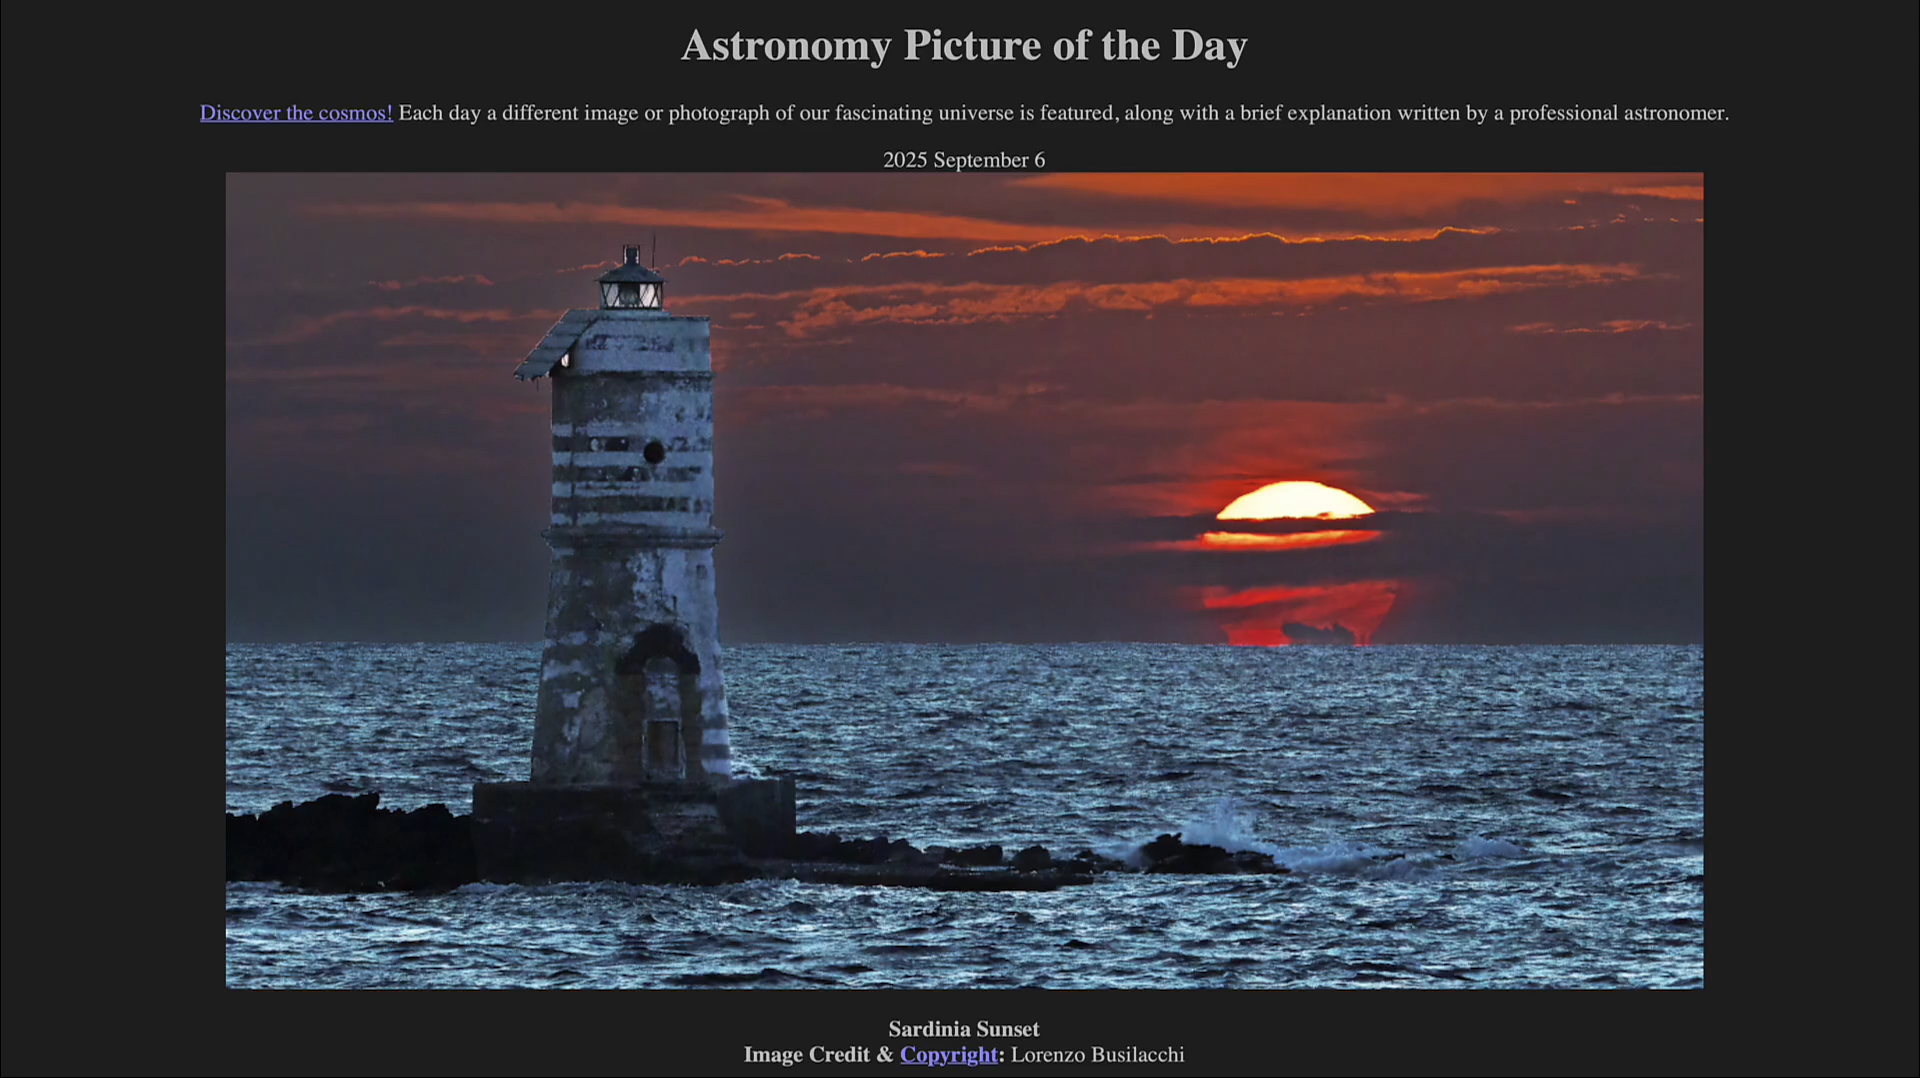 Astronomy Picture of the Day
Discover the cosmos! Each day a different image or photograph of our fascinating universe is featured, along with a brief explanation written by a professional astronomer.
2025 September 6
Sardinia Sunset
Image Credit & Copyright: Lorenzo Busilacchi